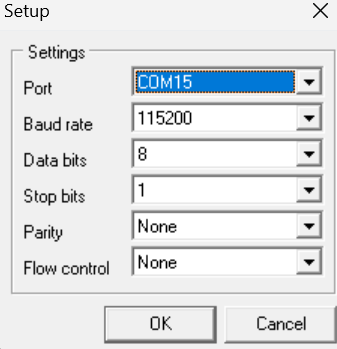 Setup
Settings
Port COM15
Baud rate 115200
Data bits 8
Stop bits 1
Parity None
Flow control None
OK Cancel